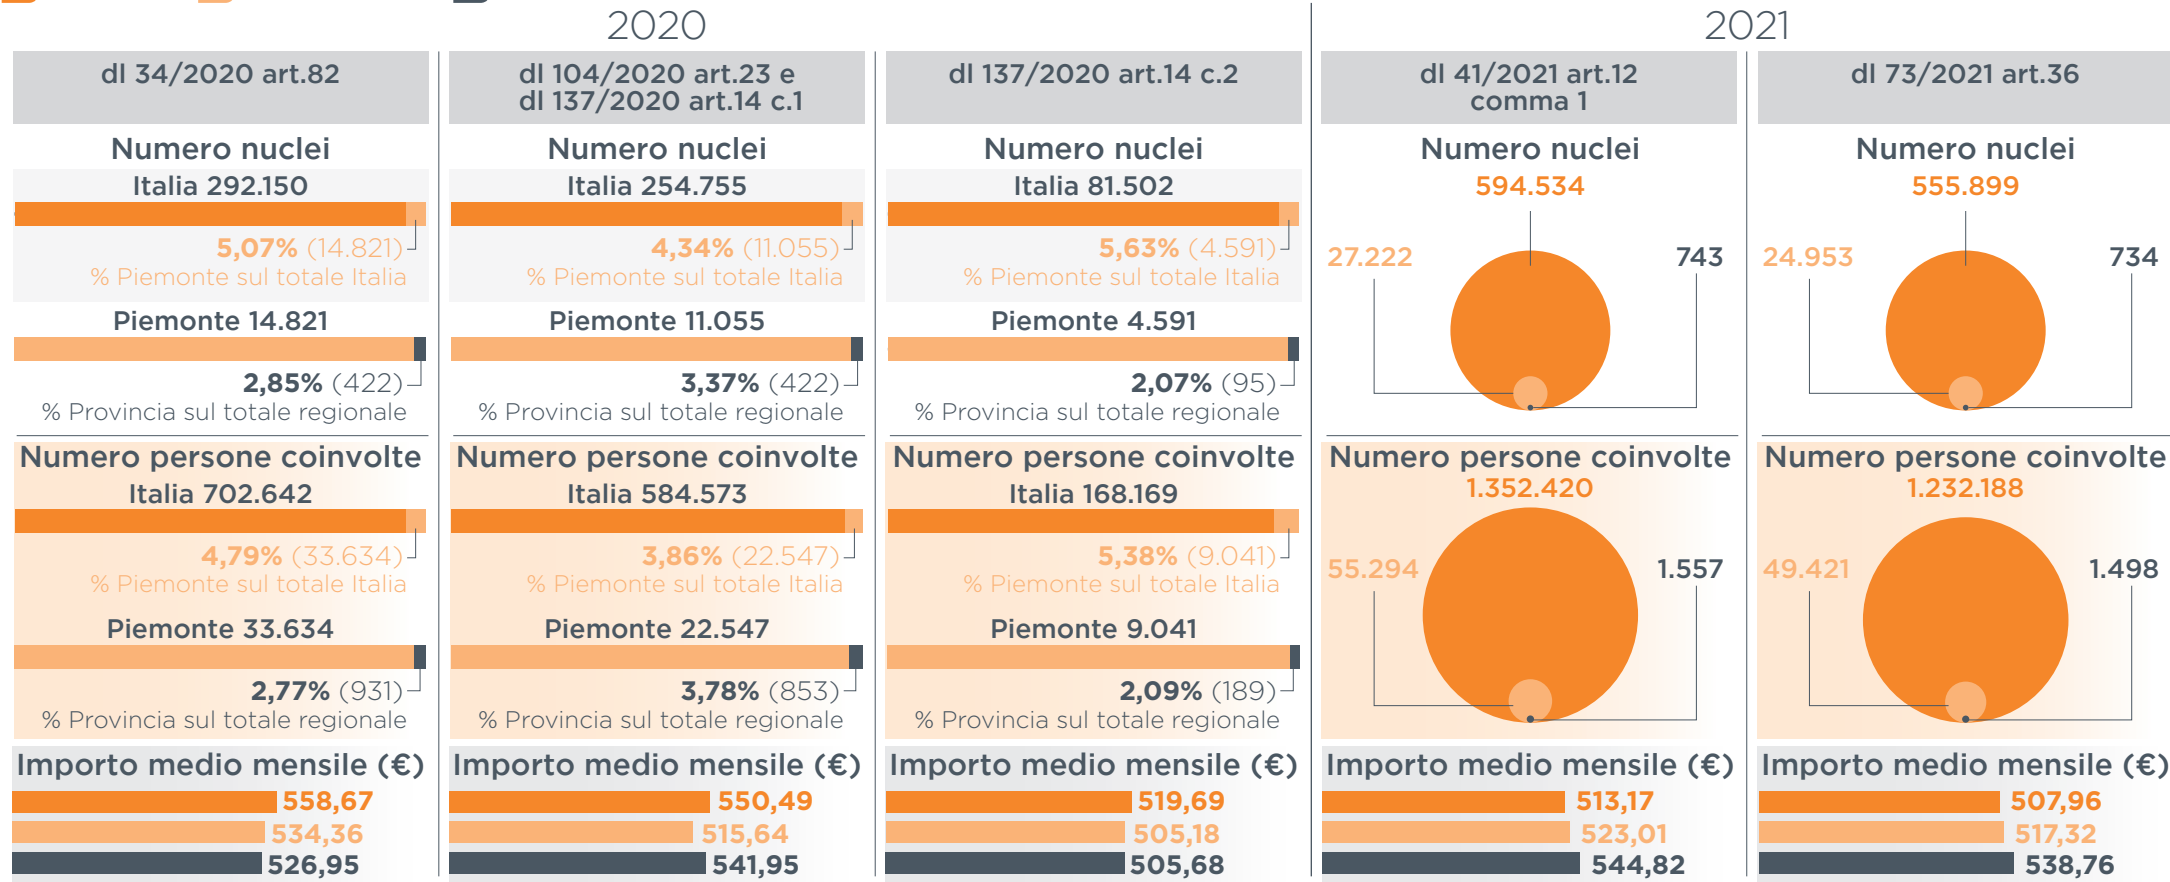 2020
dl 34/2020 art.82
Numero nuclei
Italia 292.150
5,07% (14.821)
% Piemonte sul totale Italia
Piemonte 14.821
2,85% (422)
% Provincia sul totale regionale
Numero persone coinvolte
Italia 702.642
4,79% (33.634)
% Piemonte sul totale Italia
Piemonte 33.634
2,77% (931)
% Provincia sul totale regionale
Importo medio mensile (€)
558,67
534,36
526,95
dl 104/2020 art.23 e
dl 137/2020 art.14 c.1
Numero nuclei
Italia 254.755
4,34% (11.055)
% Piemonte sul totale Italia
Piemonte 11.055
3,37% (422)
% Provincia sul totale regionale
Numero persone coinvolte
Italia 584.573
3,86% (22.547)
% Piemonte sul totale Italia
Piemonte 22.547
3,78% (853)
% Provincia sul totale regionale
Importo medio mensile (€)
550,49
515,64
541,95
dl 137/2020 art.14 c.2
Numero nuclei
Italia 81.502
5,63% (4.591)
% Piemonte sul totale Italia
Piemonte 4.591
2,07% (95)
% Provincia sul totale regionale
Numero persone coinvolte
Italia 168.169
5,38% (9.041)
% Piemonte sul totale Italia
Piemonte 9.041
2,09% (189)
% Provincia sul totale regionale
Importo medio mensile (€)
519,69
505,18
505,68
2021
dl 41/2021 art.12
comma 1
Numero nuclei
594.534
27.222
743
Numero persone coinvolte
1.352.420
55.294
1.557
Importo medio mensile (€)
513,17
523,01
544,82
dl 73/2021 art.36
Numero nuclei
555.899
24.953
734
Numero persone coinvolte
1.232.188
49.421
1.498
Importo medio mensile (€)
507,96
517,32
538,76